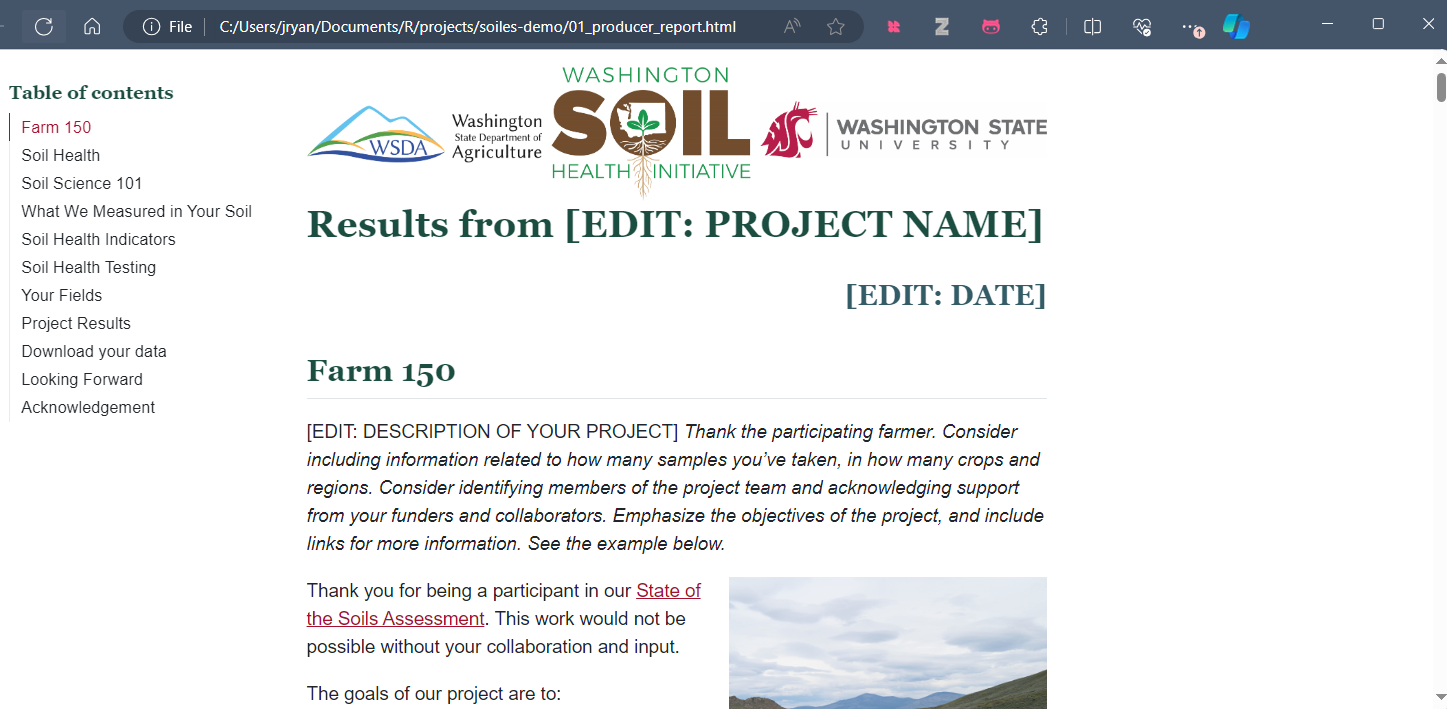 File
C:/Users/jryan/Documents/R/projects/soiles-demo/01_producer_report.html
Table of contents
Farm 150
Soil Health
Soil Science 101
What We Measured in Your Soil
Soil Health Indicators
Soil Health Testing
Your Fields
Project Results
Download your data
Looking Forward
Acknowledgement
WSDA
Washington
State Department of
Agriculture
WASHINGTON
SOIL
HEALTH INITIATIVE
WASHINGTON STATE
UNIVERSITY
Results from [EDIT: PROJECT NAME]
[EDIT: DATE]
Farm 150
[EDIT: DESCRIPTION OF YOUR PROJECT] Thank the participating farmer. Consider
including information related to how many samples you’ve taken, in how many crops and
regions. Consider identifying members of the project team and acknowledging support
from your funders and collaborators. Emphasize the objectives of the project, and include
links for more information. See the example below.
Thank you for being a participant in our State of
the Soils Assessment. This work would not be
possible without your collaboration and input.
The goals of our project are to: